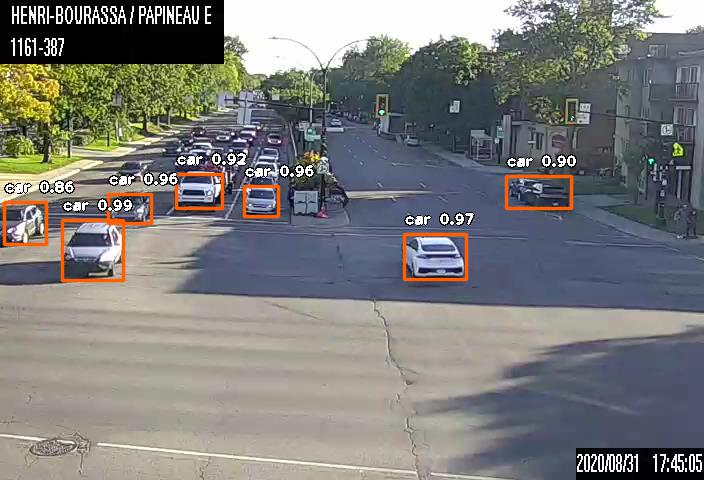 HENRI-BOURASSA / PAPINEAU E
1161-387
car 0.92
car 0.90
car 0.96
car 0.96
car 0.86
car 0.99
car 0.97
2020/08/31 17:45:05